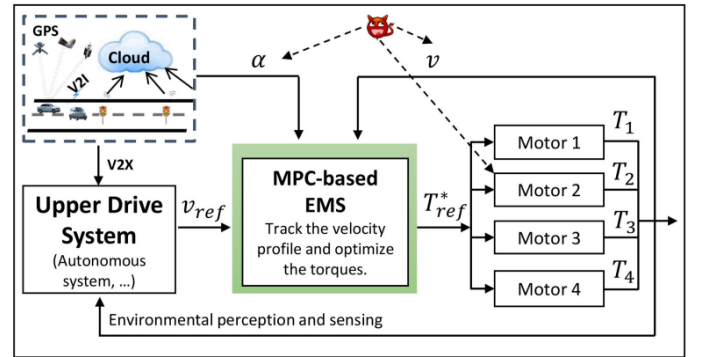 GPS
Cloud
V2I
α
v
V2X
Upper Drive
System
(Autonomous
system, ...)
v_ref
MPC-based
EMS
Track the velocity
profile and optimize
the torques.
T*_ref
Motor 1
T_1
Motor 2
T_2
Motor 3
T_3
Motor 4
T_4
Environmental perception and sensing